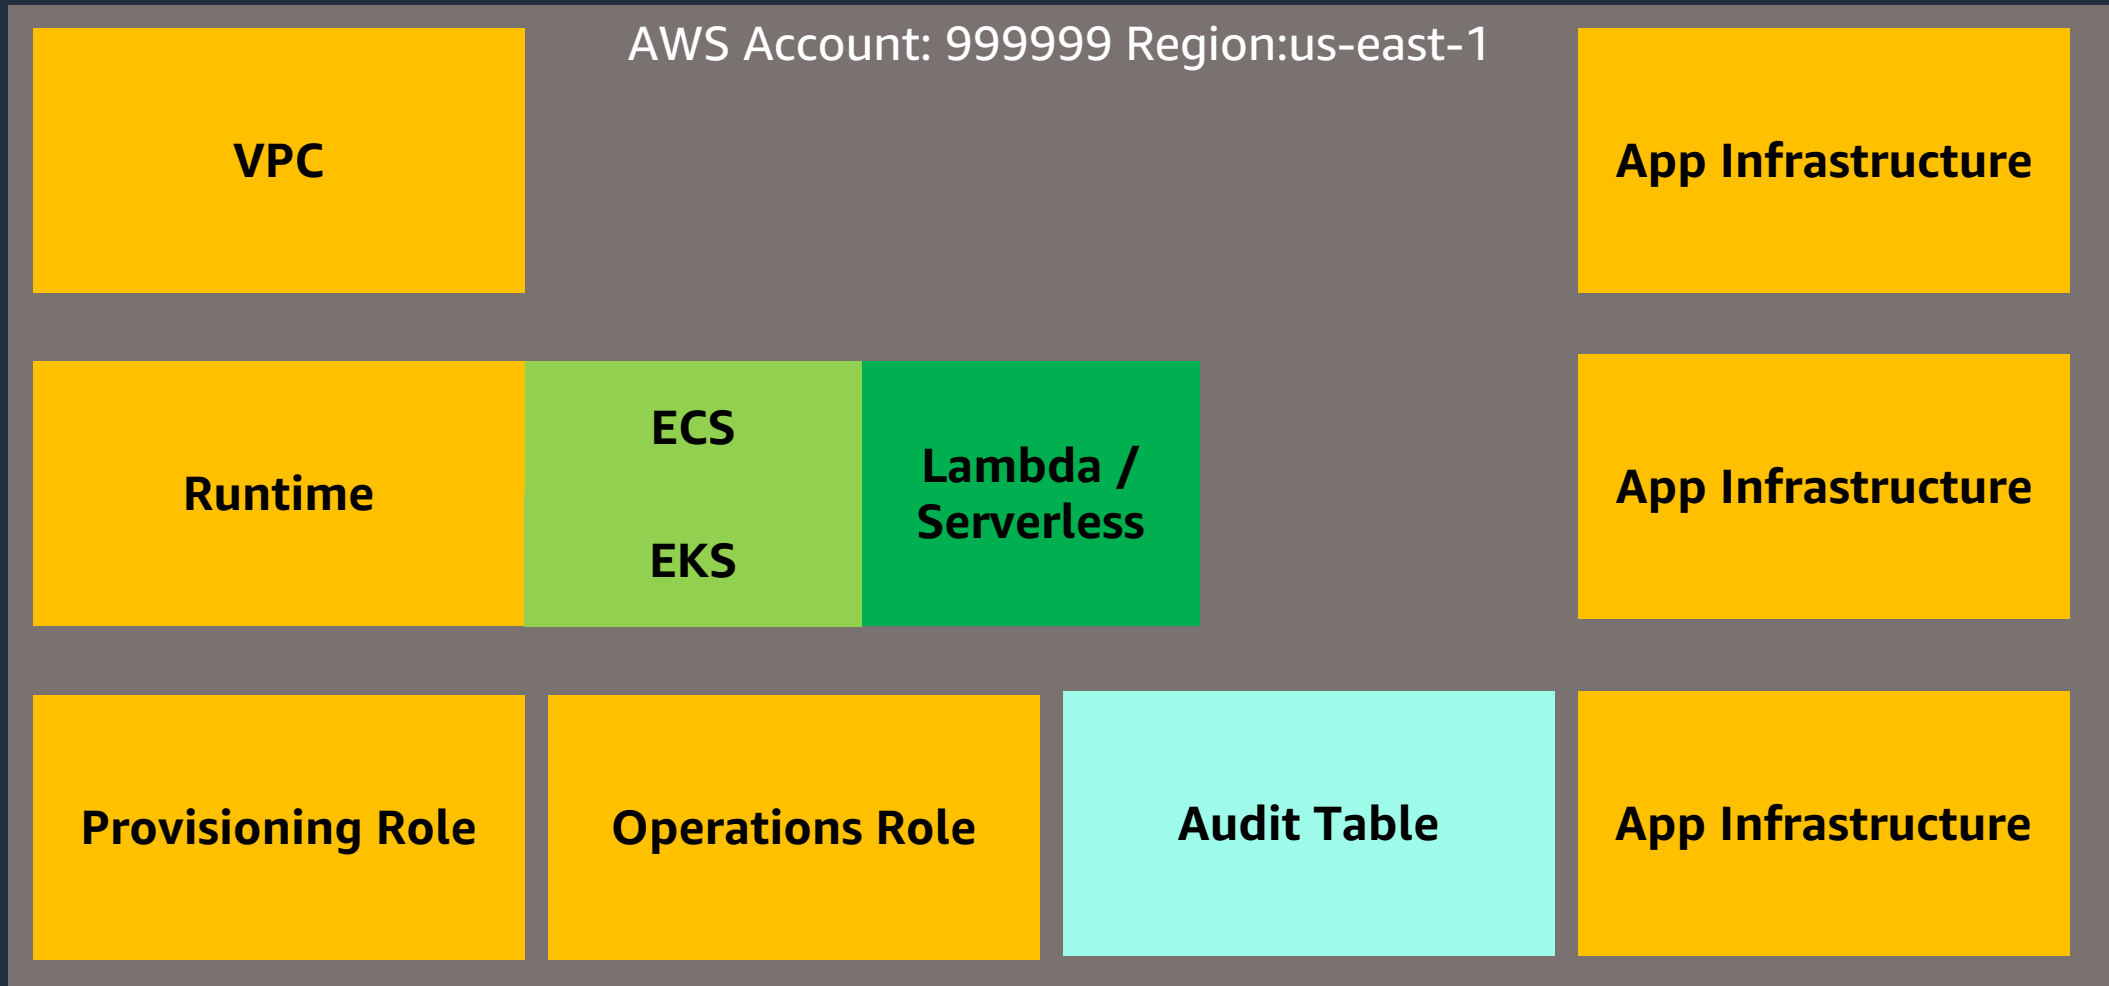 AWS Account: 999999 Region:us-east-1
VPC
App Infrastructure
Runtime
ECS
EKS
Lambda /
Serverless
App Infrastructure
Provisioning Role
Operations Role
Audit Table
App Infrastructure